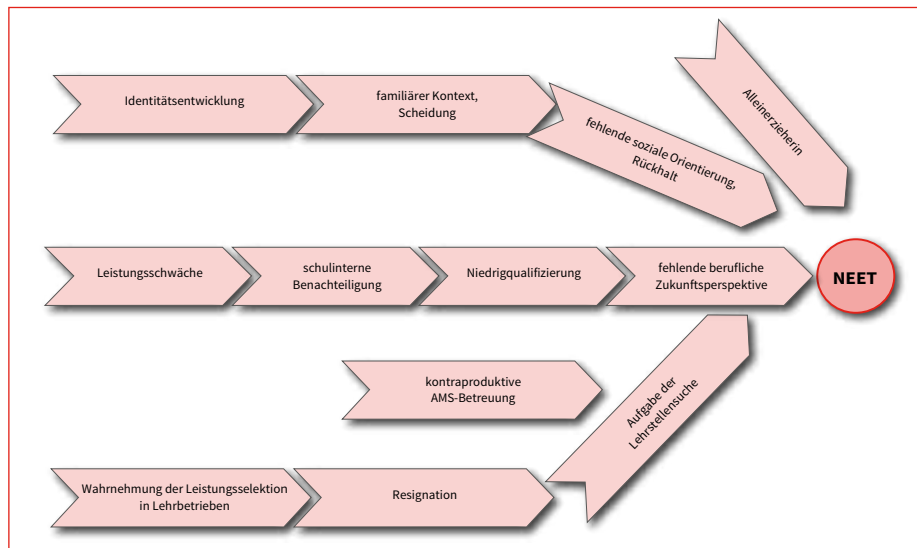 Identitätsentwicklung
familiärer Kontext,
Scheidung
fehlende soziale Orientierung,
Rückhalt
Alleinerzieherin
Leistungsschwäche
schulinterne
Benachteiligung
Niedrigqualifizierung
fehlende berufliche
Zukunftsperspektive
NEET
kontraproduktive
AMS-Betreuung
Aufgabe der
Lehrstellensuche
Wahrnehmung der Leistungsselektion
in Lehrbetrieben
Resignation